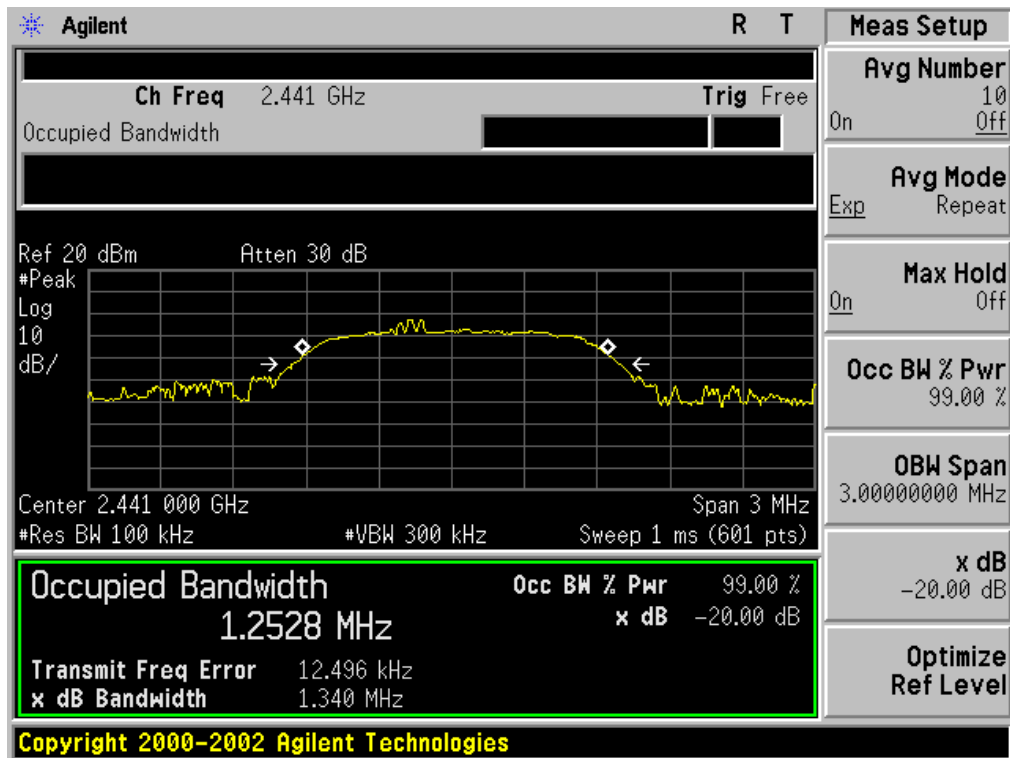 Agilent
R T
Meas Setup
Ch Freq 2.441 GHz
Trig Free
Occupied Bandwidth
Ref 20 dBm
Atten 30 dB
#Peak
Log
10
dB/
Center 2.441 000 GHz
Span 3 MHz
#Res BW 100 kHz
#VBW 300 kHz
Sweep 1 ms (601 pts)
Occupied Bandwidth
1.2528 MHz
Occ BW % Pwr 99.00 %
x dB -20.00 dB
Transmit Freq Error 12.496 kHz
x dB Bandwidth 1.340 MHz
Copyright 2000-2002 Agilent Technologies
Avg Number
10
On Off
Avg Mode
Exp Repeat
Max Hold
On Off
Occ BW % Pwr
99.00 %
OBW Span
3.00000000 MHz
x dB
-20.00 dB
Optimize
Ref Level